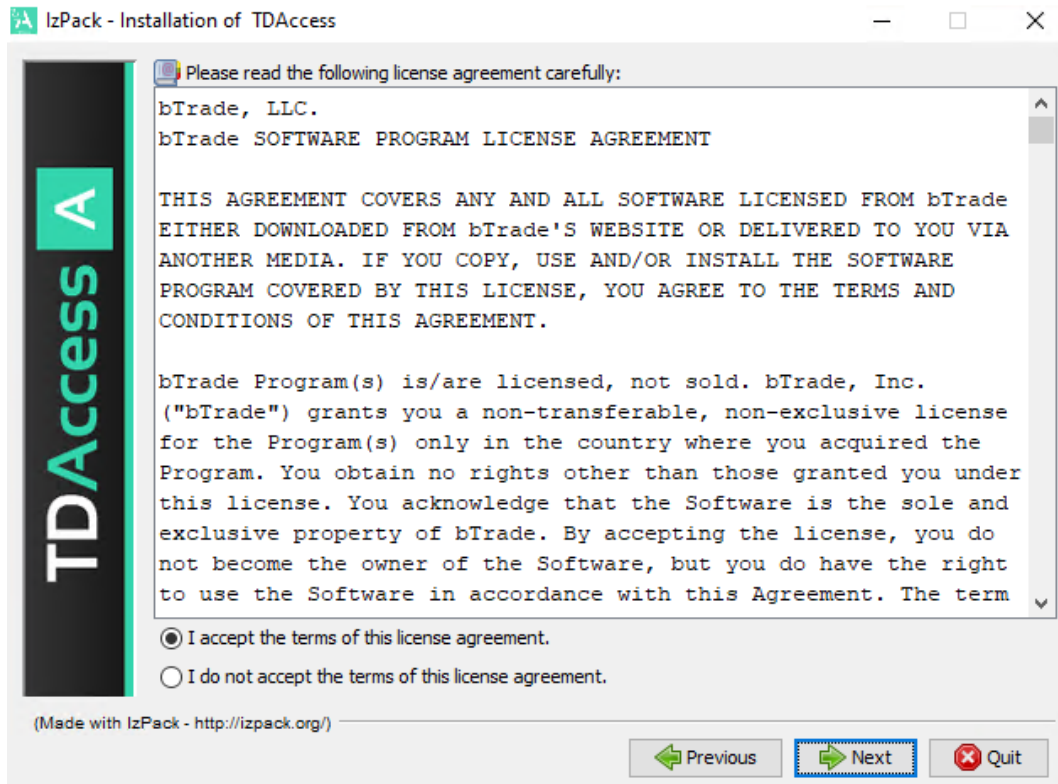 IzPack - Installation of TDAccess
Please read the following license agreement carefully:
bTrade, LLC.
bTrade SOFTWARE PROGRAM LICENSE AGREEMENT
THIS AGREEMENT COVERS ANY AND ALL SOFTWARE LICENSED FROM bTrade
EITHER DOWNLOADED FROM bTrade'S WEBSITE OR DELIVERED TO YOU VIA
ANOTHER MEDIA. IF YOU COPY, USE AND/OR INSTALL THE SOFTWARE
PROGRAM COVERED BY THIS LICENSE, YOU AGREE TO THE TERMS AND
CONDITIONS OF THIS AGREEMENT.
bTrade Program(s) is/are licensed, not sold. bTrade, Inc.
("bTrade") grants you a non-transferable, non-exclusive license
for the Program(s) only in the country where you acquired the
Program. You obtain no rights other than those granted you under
this license. You acknowledge that the Software is the sole and
exclusive property of bTrade. By accepting the license, you do
not become the owner of the Software, but you do have the right
to use the Software in accordance with this Agreement. The term
TDAccess A
I accept the terms of this license agreement.
I do not accept the terms of this license agreement.
(Made with IzPack - http://izpack.org/)
Previous
Next
Quit